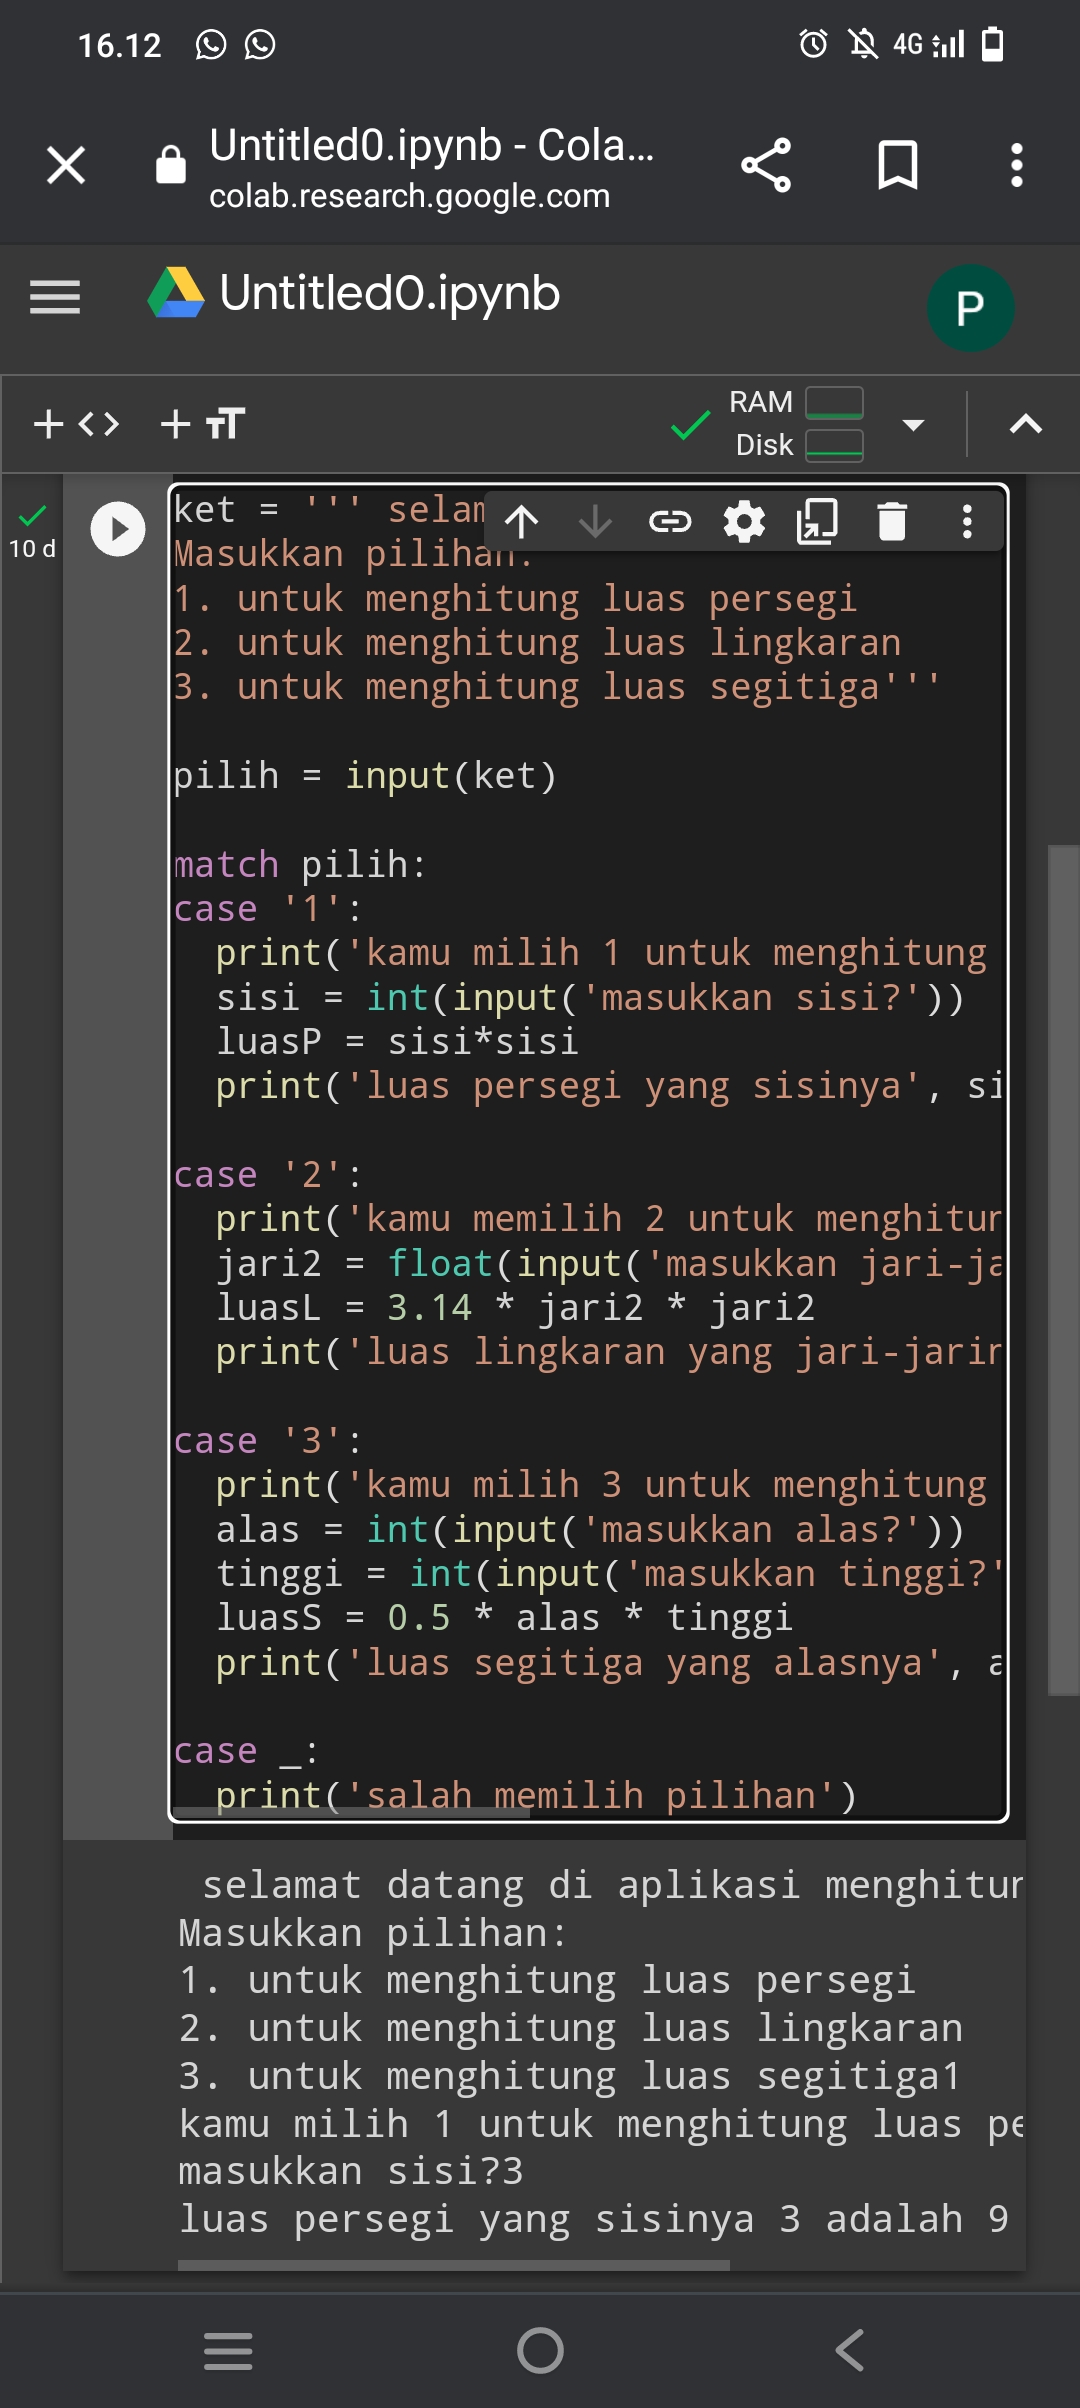 16.12
4G
Untitled0.ipynb - Cola...
colab.research.google.com
Untitled0.ipynb
P
RAM
Disk
10 d
ket = ''' selam
Masukkan pilihan:
1. untuk menghitung luas persegi
2. untuk menghitung luas lingkaran
3. untuk menghitung luas segitiga'''
pilih = input(ket)
match pilih:
case '1':
print('kamu milih 1 untuk menghitung
sisi = int(input('masukkan sisi?'))
luasP = sisi*sisi
print('luas persegi yang sisinya', si
case '2':
print('kamu memilih 2 untuk menghitun
jari2 = float(input('masukkan jari-ja
luasL = 3.14 * jari2 * jari2
print('luas lingkaran yang jari-jarin
case '3':
print('kamu milih 3 untuk menghitung
alas = int(input('masukkan alas?'))
tinggi = int(input('masukkan tinggi?'
luasS = 0.5 * alas * tinggi
print('luas segitiga yang alasnya', a
case _:
print('salah memilih pilihan')
selamat datang di aplikasi menghitun
Masukkan pilihan:
1. untuk menghitung luas persegi
2. untuk menghitung luas lingkaran
3. untuk menghitung luas segitiga1
kamu milih 1 untuk menghitung luas pe
masukkan sisi?3
luas persegi yang sisinya 3 adalah 9